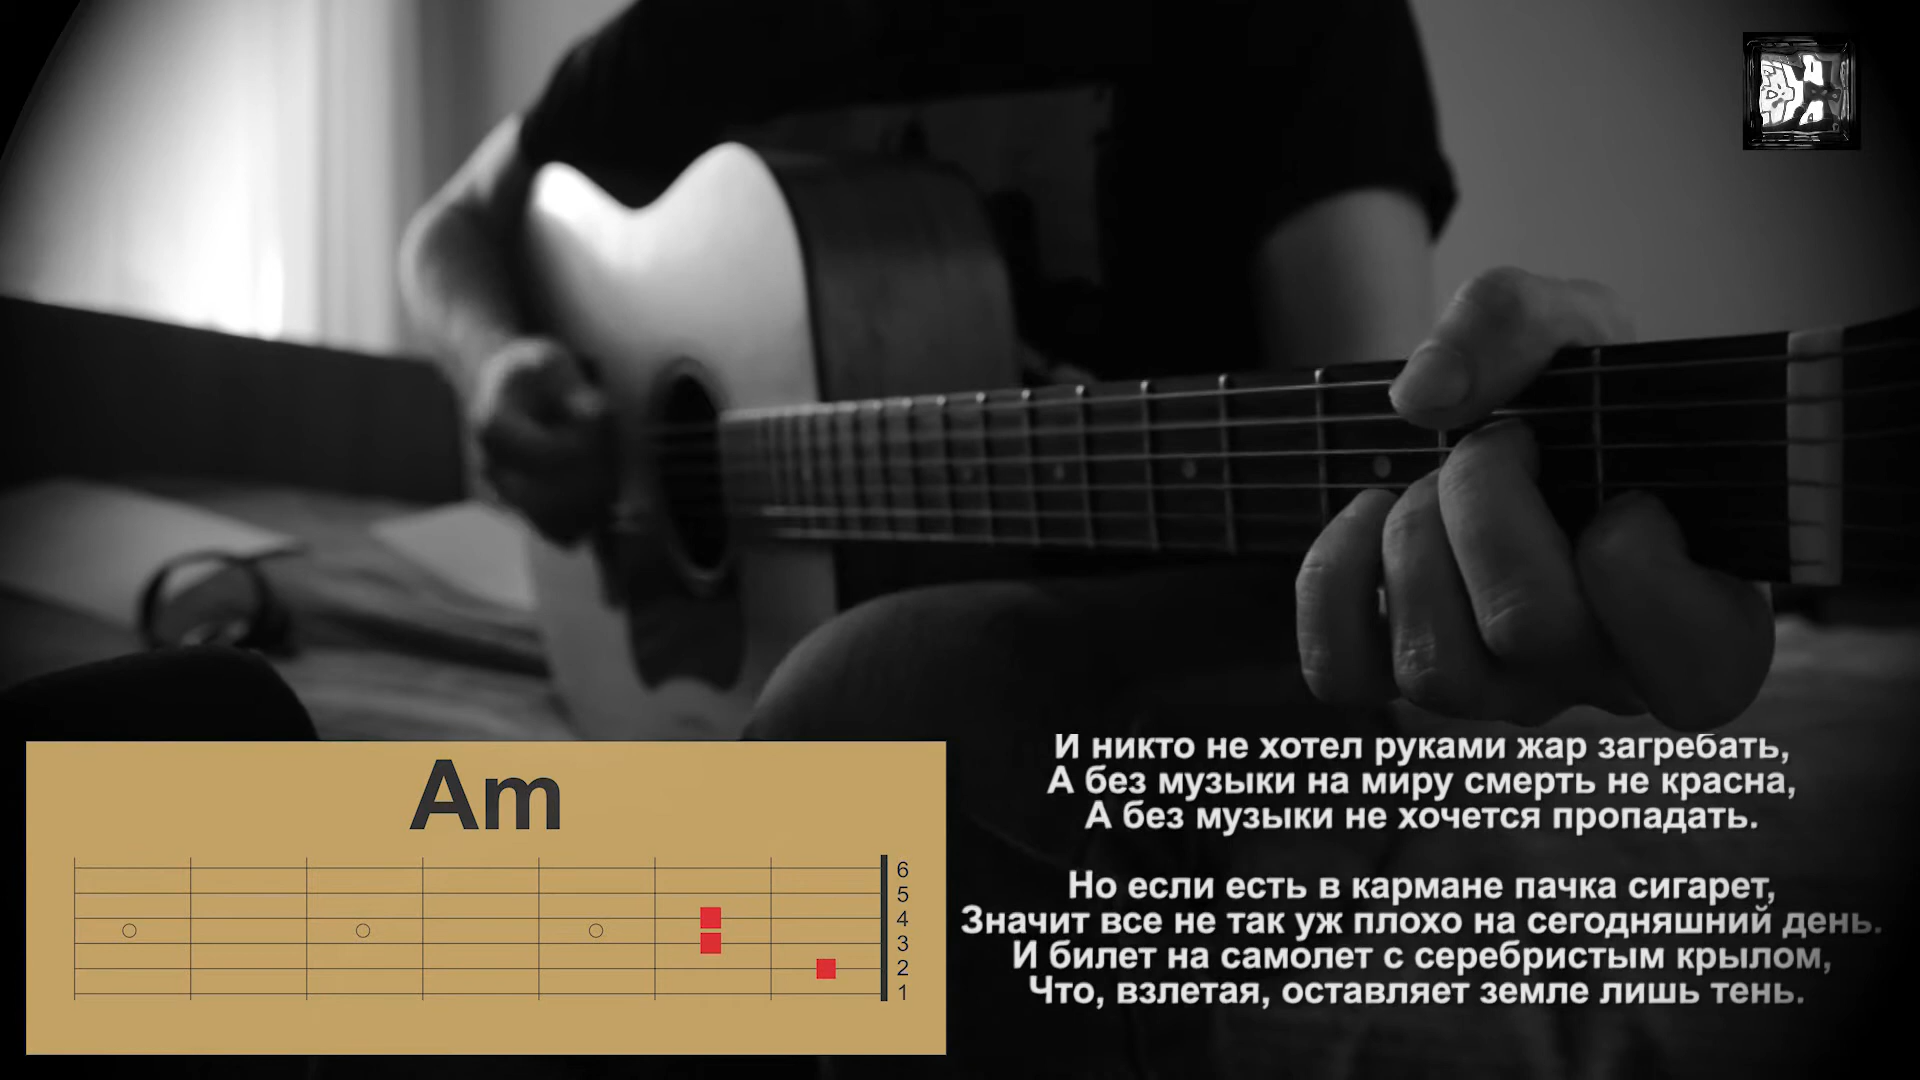 Am
6
5
4
3
2
1
И никто не хотел руками жар загребать,
А без музыки на миру смерть не красна,
А без музыки не хочется пропадать.
Но если есть в кармане пачка сигарет,
Значит все не так уж плохо на сегодняшний день.
И билет на самолет с серебристым крылом,
Что, взлетая, оставляет земле лишь тень.